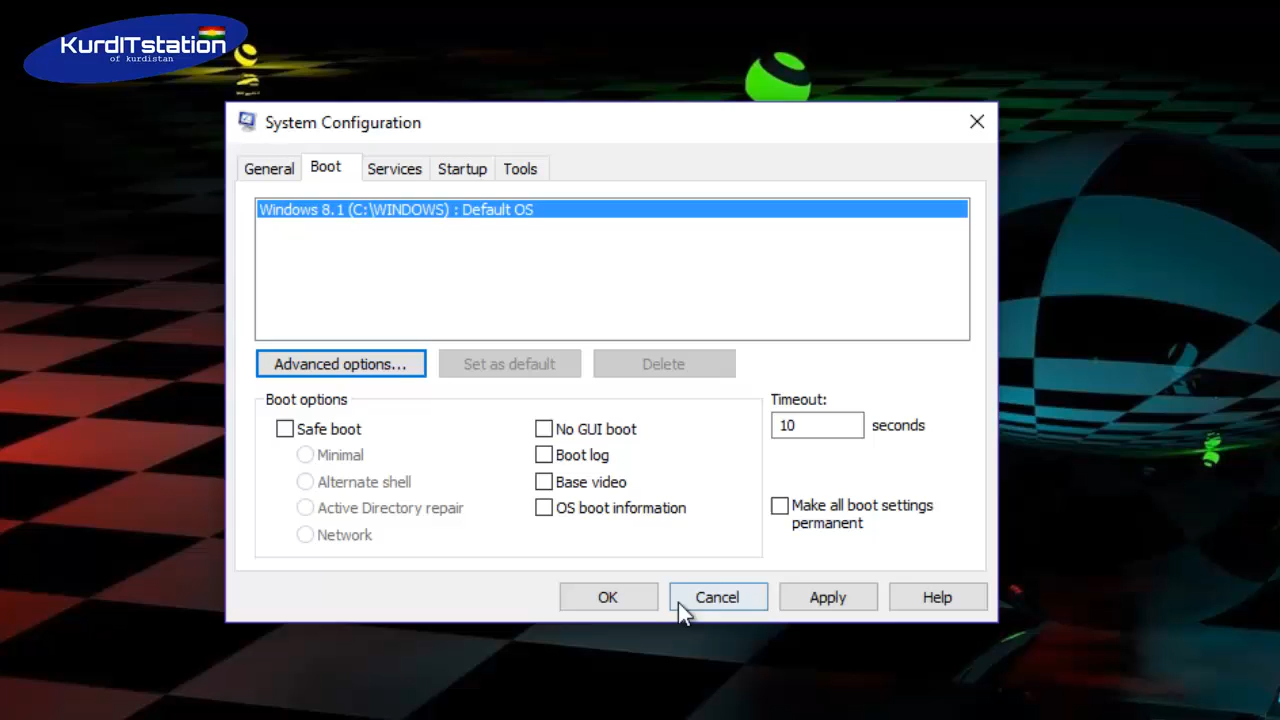 KurdITstation
of kurdistan
System Configuration
General
Boot
Services
Startup
Tools
Windows 8.1 (C:\WINDOWS) : Default OS
Advanced options...
Set as default
Delete
Boot options
Timeout:
Safe boot
No GUI boot
10
seconds
Minimal
Boot log
Alternate shell
Base video
Active Directory repair
OS boot information
Make all boot settings
permanent
Network
OK
Cancel
Apply
Help